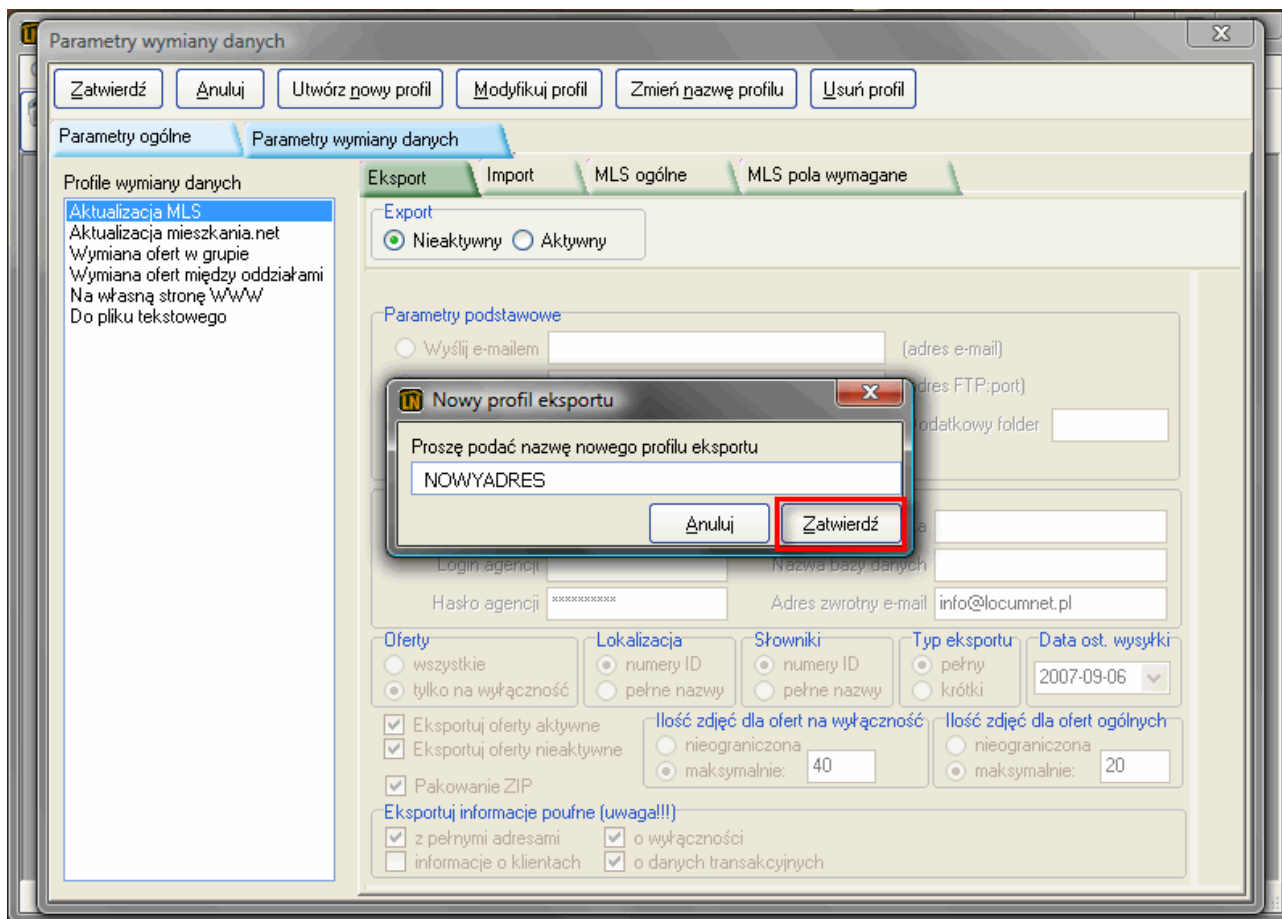 Parametry wymiany danych
Zatwierdź Anuluj Utwórz nowy profil Modyfikuj profil Zmień nazwę profilu Usuń profil
Parametry ogólne Parametry wymiany danych
Profile wymiany danych
Aktualizacja MLS
Aktualizacja mieszkania.net
Wymiana ofert w grupie
Wymiana ofert między oddziałami
Na własną stronę WWW
Do pliku tekstowego
Eksport Import MLS ogólne MLS pola wymagane
Export
Nieaktywny Aktywny
Parametry podstawowe
Wyślij e-mailem (adres e-mail)
FTP:port)
folder
Nowy profil eksportu
Proszę podać nazwę nowego profilu eksportu
NOWYADRES
Anuluj Zatwierdź
Login agencji Nazwa bazy danych
Hasło agencji ********** Adres zwrotny e-mail info@locumnet.pl
Oferty Lokalizacja Słowniki Typ eksportu Data ost. wysyłki
wszystkie numery ID numery ID pełny 2007-09-06
tylko na wyłączność pełne nazwy pełne nazwy krótki
Eksportuj oferty aktywne Ilość zdjęć dla ofert na wyłączność Ilość zdjęć dla ofert ogólnych
Eksportuj oferty nieaktywne nieograniczona nieograniczona
maksymalnie: 40 maksymalnie: 20
Pakowanie ZIP
Eksportuj informacje poufne (uwaga!!!)
z pełnymi adresami o wyłączności
informacje o klientach o danych transakcyjnych